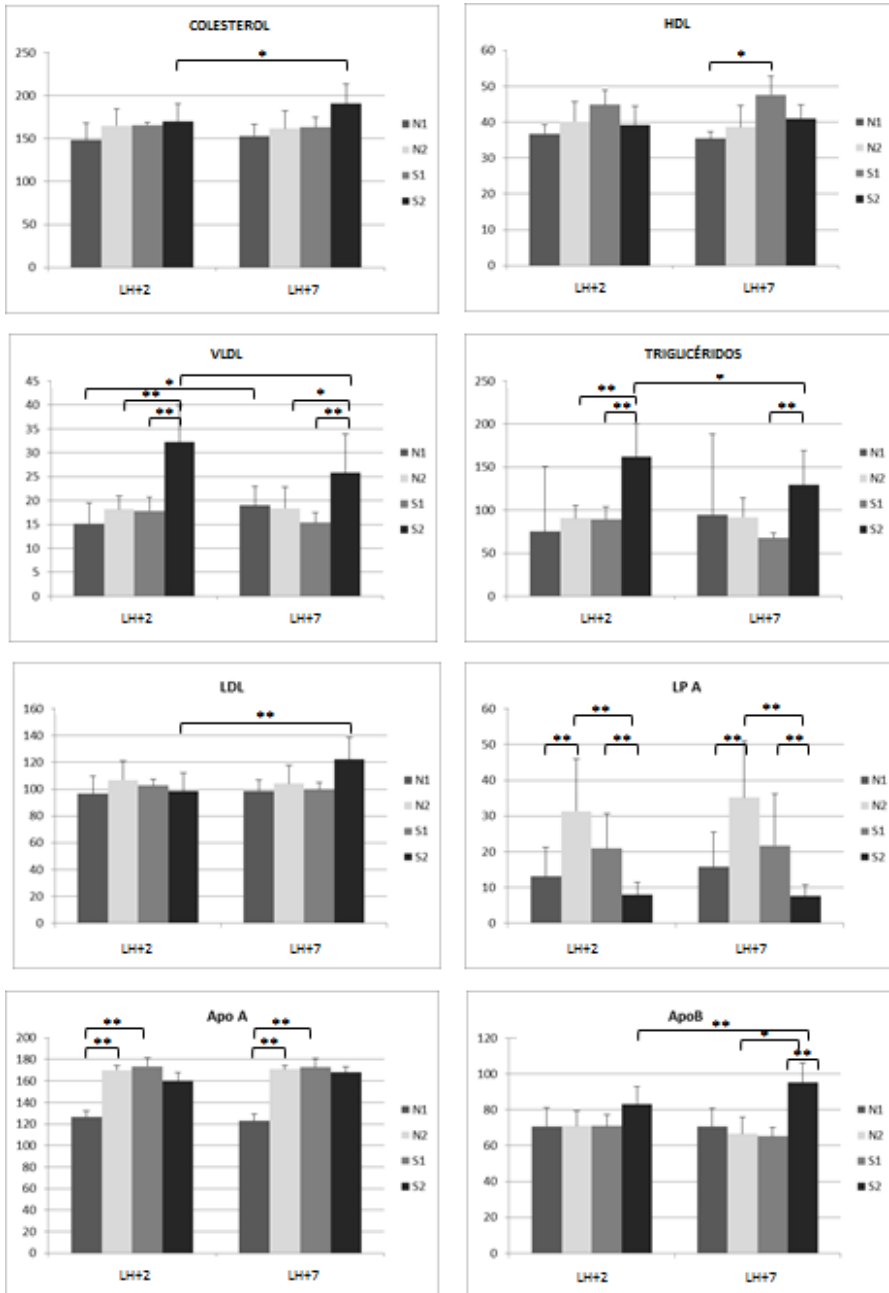 COLESTEROL
*
250
200
150
100
50
0
LH+2 LH+7
N1
N2
S1
S2
HDL
*
60
50
40
30
20
10
0
LH+2 LH+7
N1
N2
S1
S2
VLDL
* ** ** * **
45
40
35
30
25
20
15
10
5
0
LH+2 LH+7
N1
N2
S1
S2
TRIGLICÉRIDOS
** ** * **
250
200
150
100
50
0
LH+2 LH+7
N1
N2
S1
S2
LDL
**
160
140
120
100
80
60
40
20
0
LH+2 LH+7
N1
N2
S1
S2
LP A
** ** ** ** ** **
60
50
40
30
20
10
0
LH+2 LH+7
N1
N2
S1
S2
Apo A
** ** ** **
200
180
160
140
120
100
80
60
40
20
0
LH+2 LH+7
N1
N2
S1
S2
ApoB
** * **
120
100
80
60
40
20
0
LH+2 LH+7
N1
N2
S1
S2